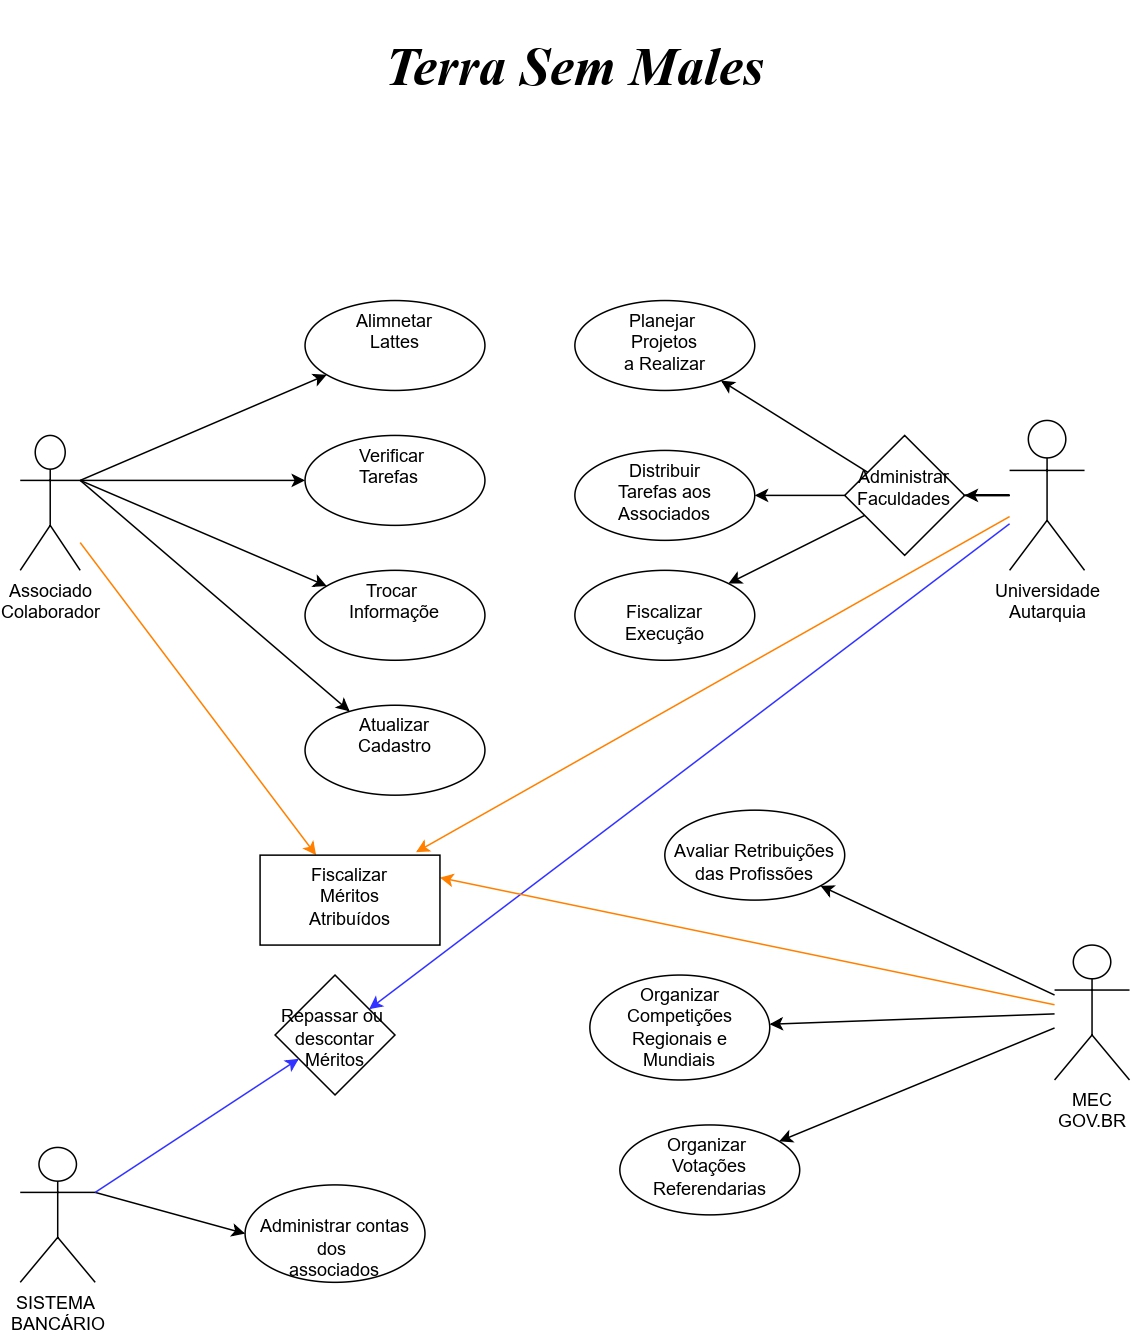 Terra Sem Males
Alimnetar
Lattes
Planejar
Projetos
a Realizar
Verificar
Tarefas
Distribuir
Tarefas aos
Associados
Administrar
Faculdades
Associado
Colaborador
Trocar
Informaçõe
Fiscalizar
Execução
Universidade
Autarquia
Atualizar
Cadastro
Fiscalizar
Méritos
Atribuídos
Avaliar Retribuições
das Profissões
Repassar ou
descontar
Méritos
Organizar
Competições
Regionais e
Mundiais
MEC
GOV.BR
Organizar
Votações
Referendarias
Administrar contas
dos
associados
SISTEMA
BANCÁRIO